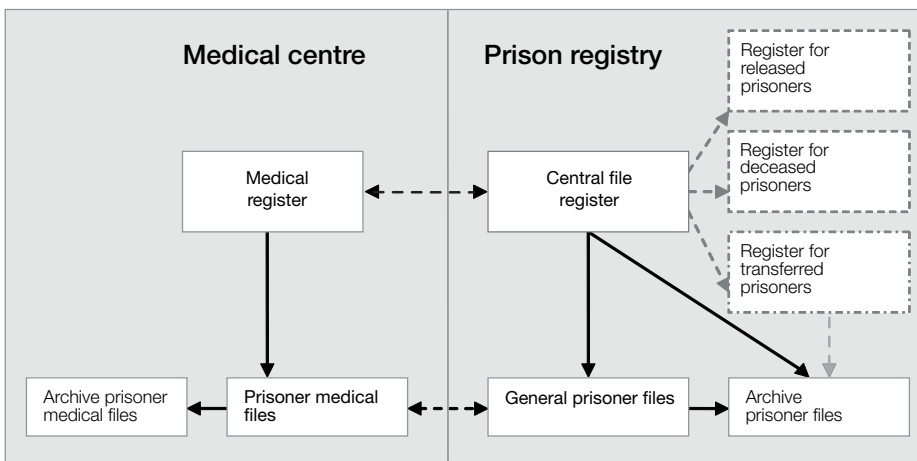 Medical centre
Prison registry
Register for
released
prisoners
Register for
deceased
prisoners
Medical
register
Central file
register
Register for
transferred
prisoners
Archive prisoner
medical files
Prisoner medical
files
General prisoner files
Archive
prisoner files